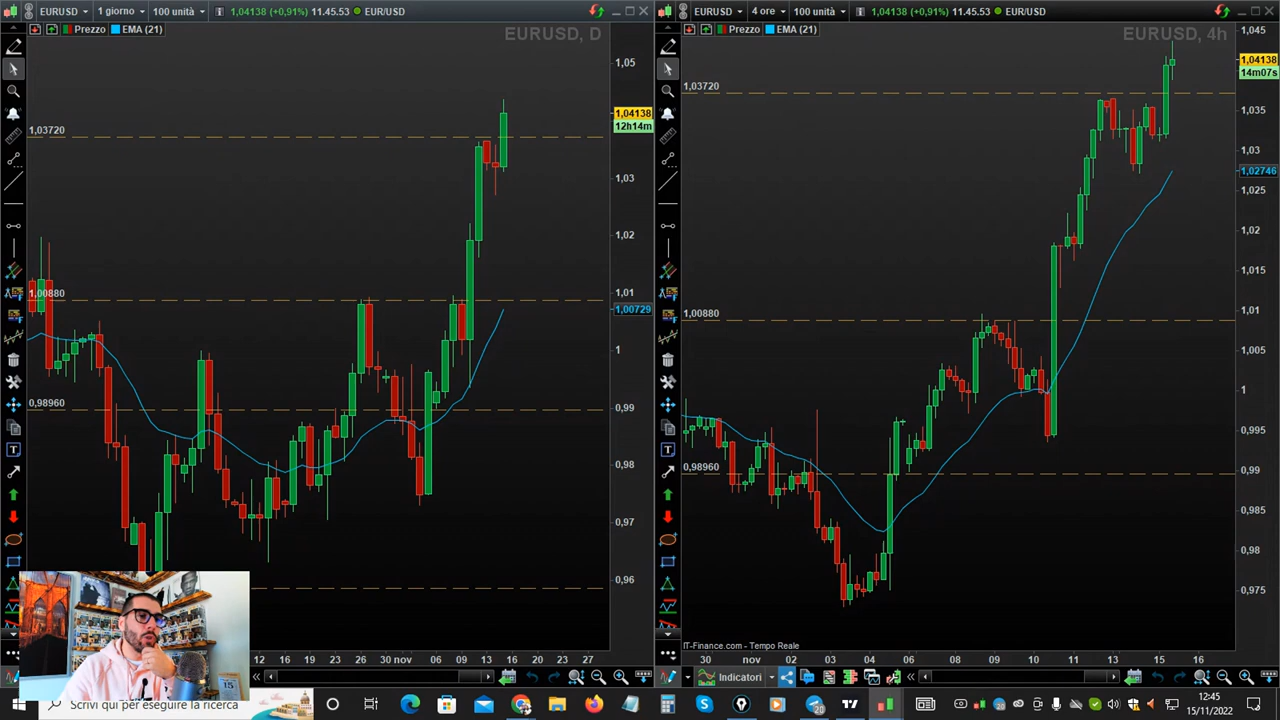 EURUSD 1 giorno 100 unità 1,04138 (+0,91%) 11.45.53 EUR/USD
Prezzo EMA (21)
EURUSD, D
1,05
1,04138
12h14m
1,03720
1,03
1,02
1,01
1,00880
1,00729
1
0,99
0,98960
0,98
0,97
0,96
12 14 19 23 26 30 nov 06 09 13 16 22 27
EURUSD 4 ore 100 unità 1,04138 (+0,91%) 11.45.53 EUR/USD
Prezzo EMA (21)
EURUSD, 4h
1,045
1,04138
14m07s
1,03720
1,035
1,03
1,02746
1,025
1,02
1,015
1,01
1,00880
1,005
1
0,995
0,99
0,98960
0,985
0,98
0,975
IT-Finance.com - Tempo Reale
30 nov 02 03 04 06 08 09 11 13 15 16
Indicatori
Scrivi qui per eseguire la ricerca
20
12:45
15/11/2022